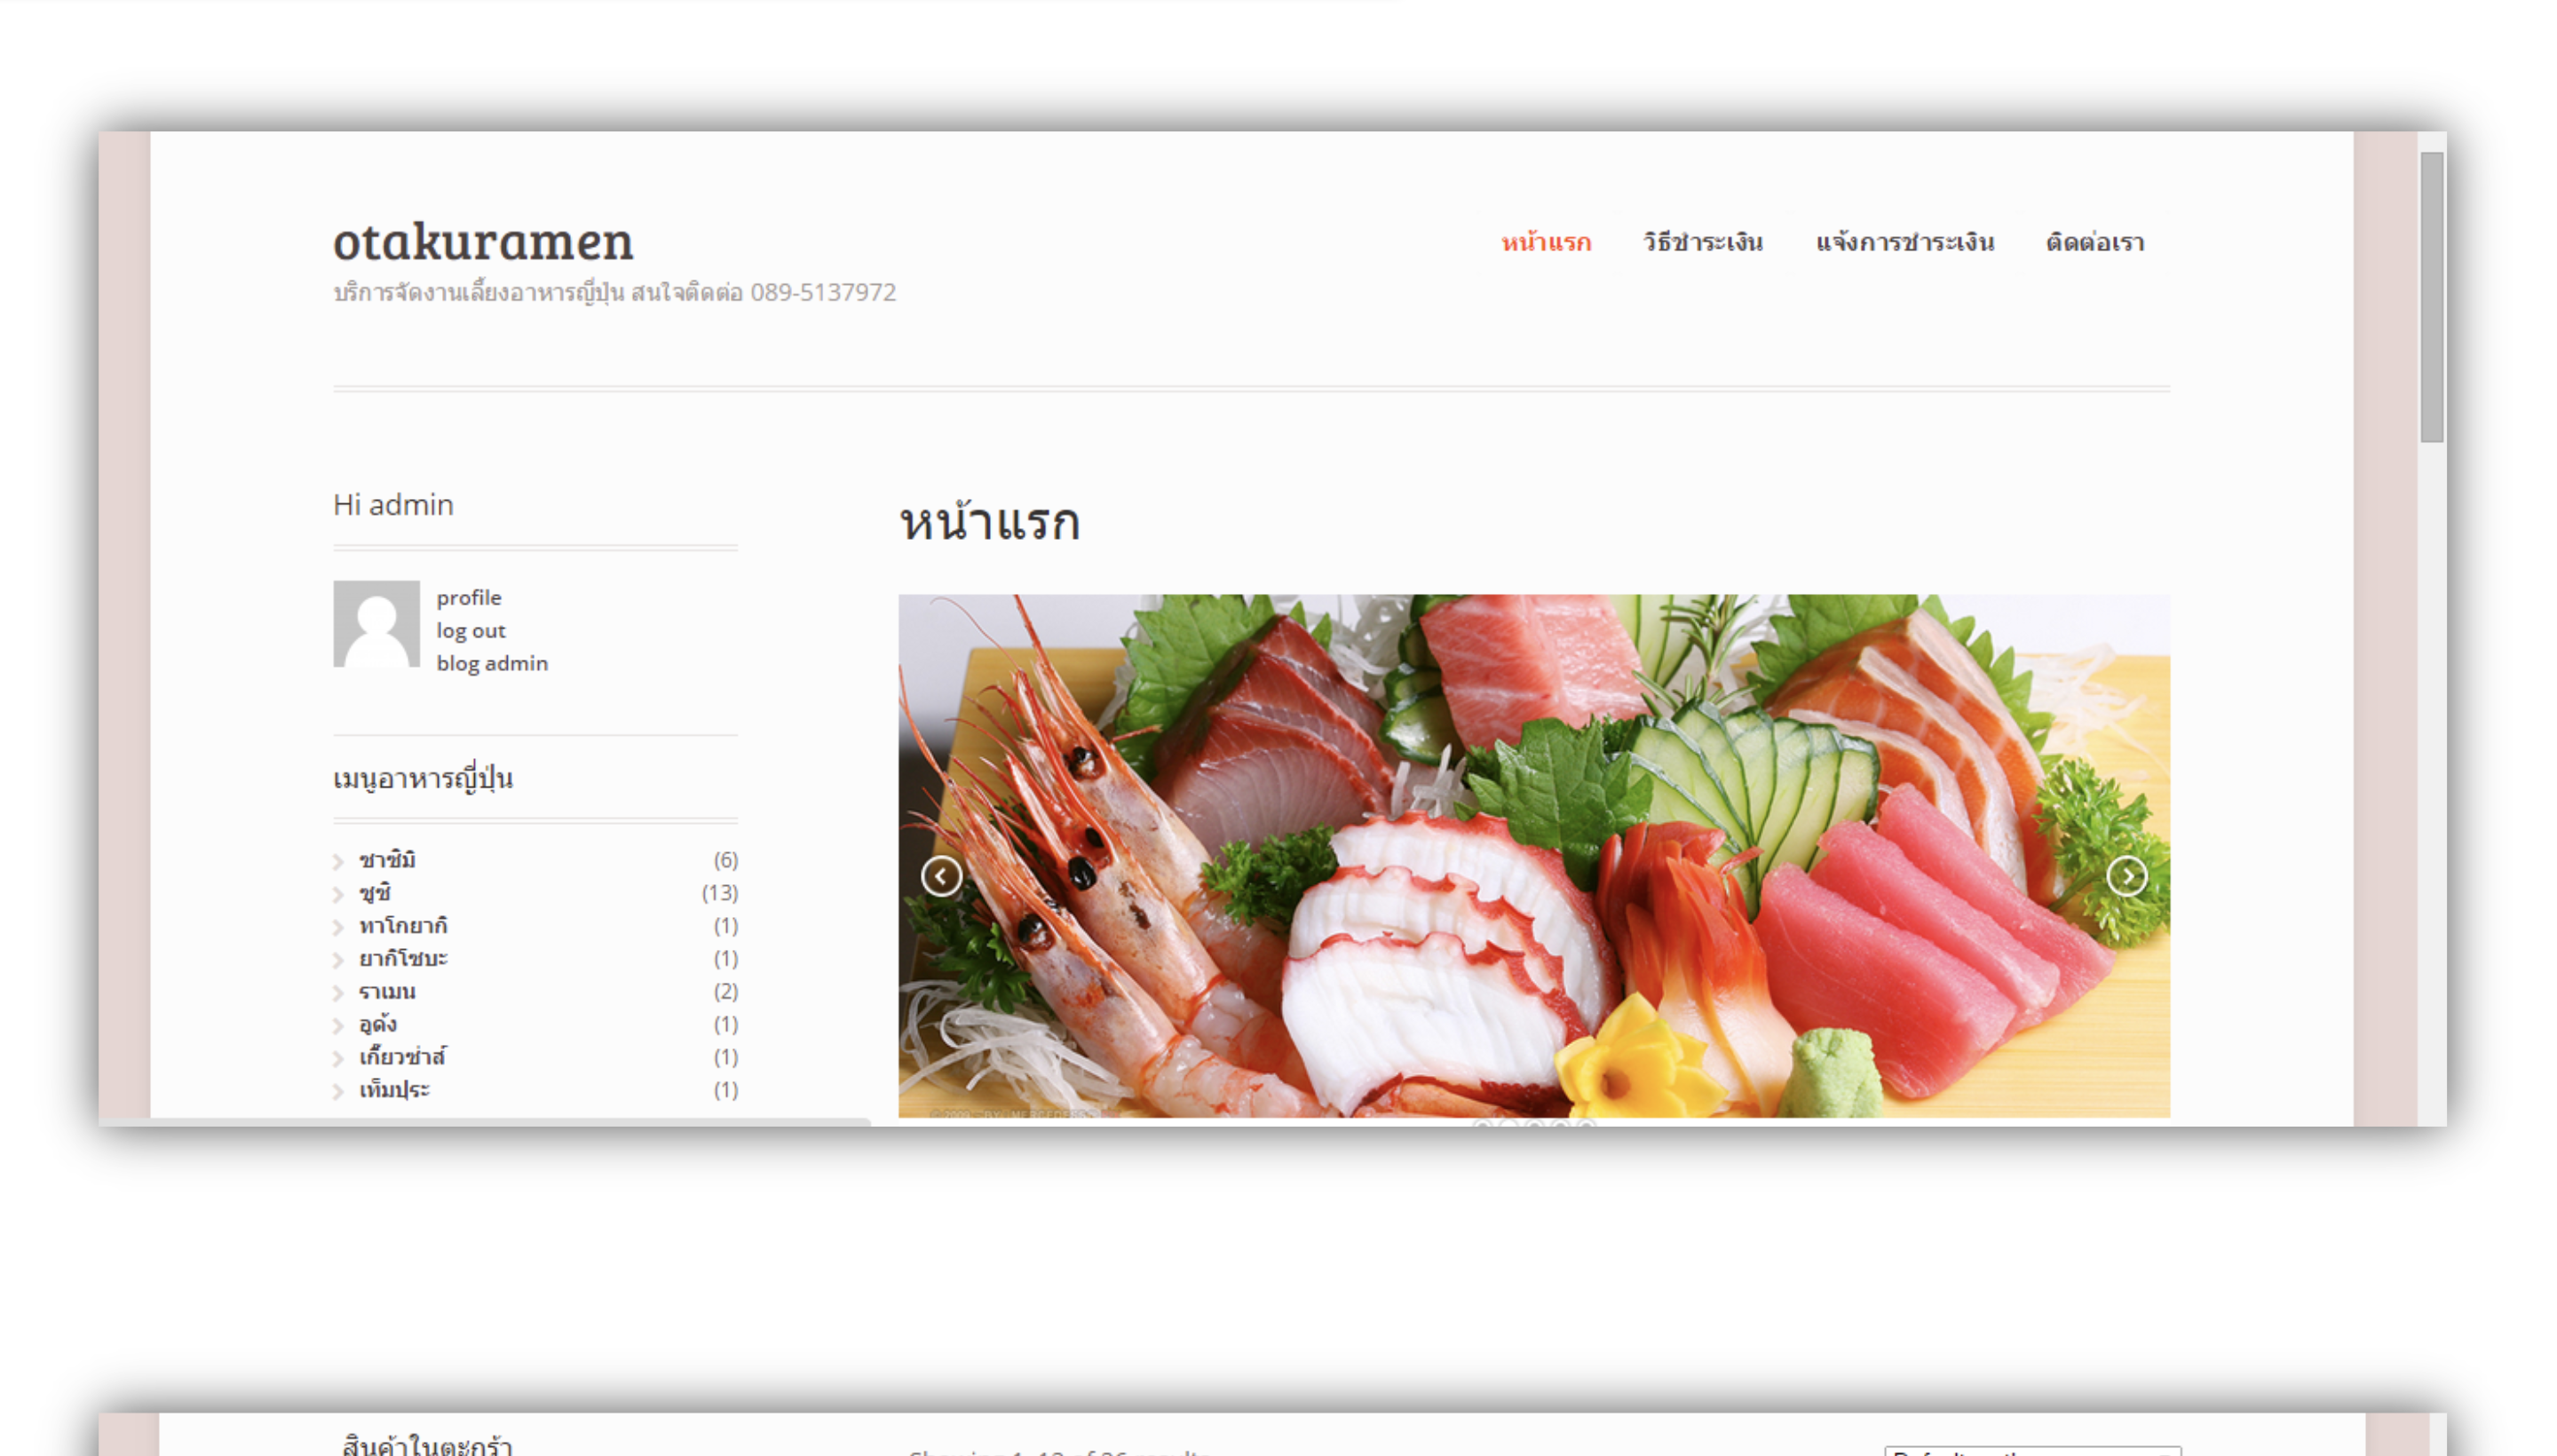 otakuramen
บริการจัดงานเลี้ยงอาหารญี่ปุ่น สนใจติดต่อ 089-5137972
หน้าแรก วิธีชำระเงิน แจ้งการชำระเงิน ติดต่อเรา
Hi admin
profile
log out
blog admin
เมนูอาหารญี่ปุ่น
ซาซิมิ (6)
ซูชิ (13)
ทาโกยากิ (1)
ยากิโซบะ (1)
ราเมน (2)
อูด้ง (1)
เกี๊ยวซ่าส์ (1)
เท็มปุระ (1)
หน้าแรก
© 2009 ~BY: MERCEDESS~
สินค้าในตะกร้า